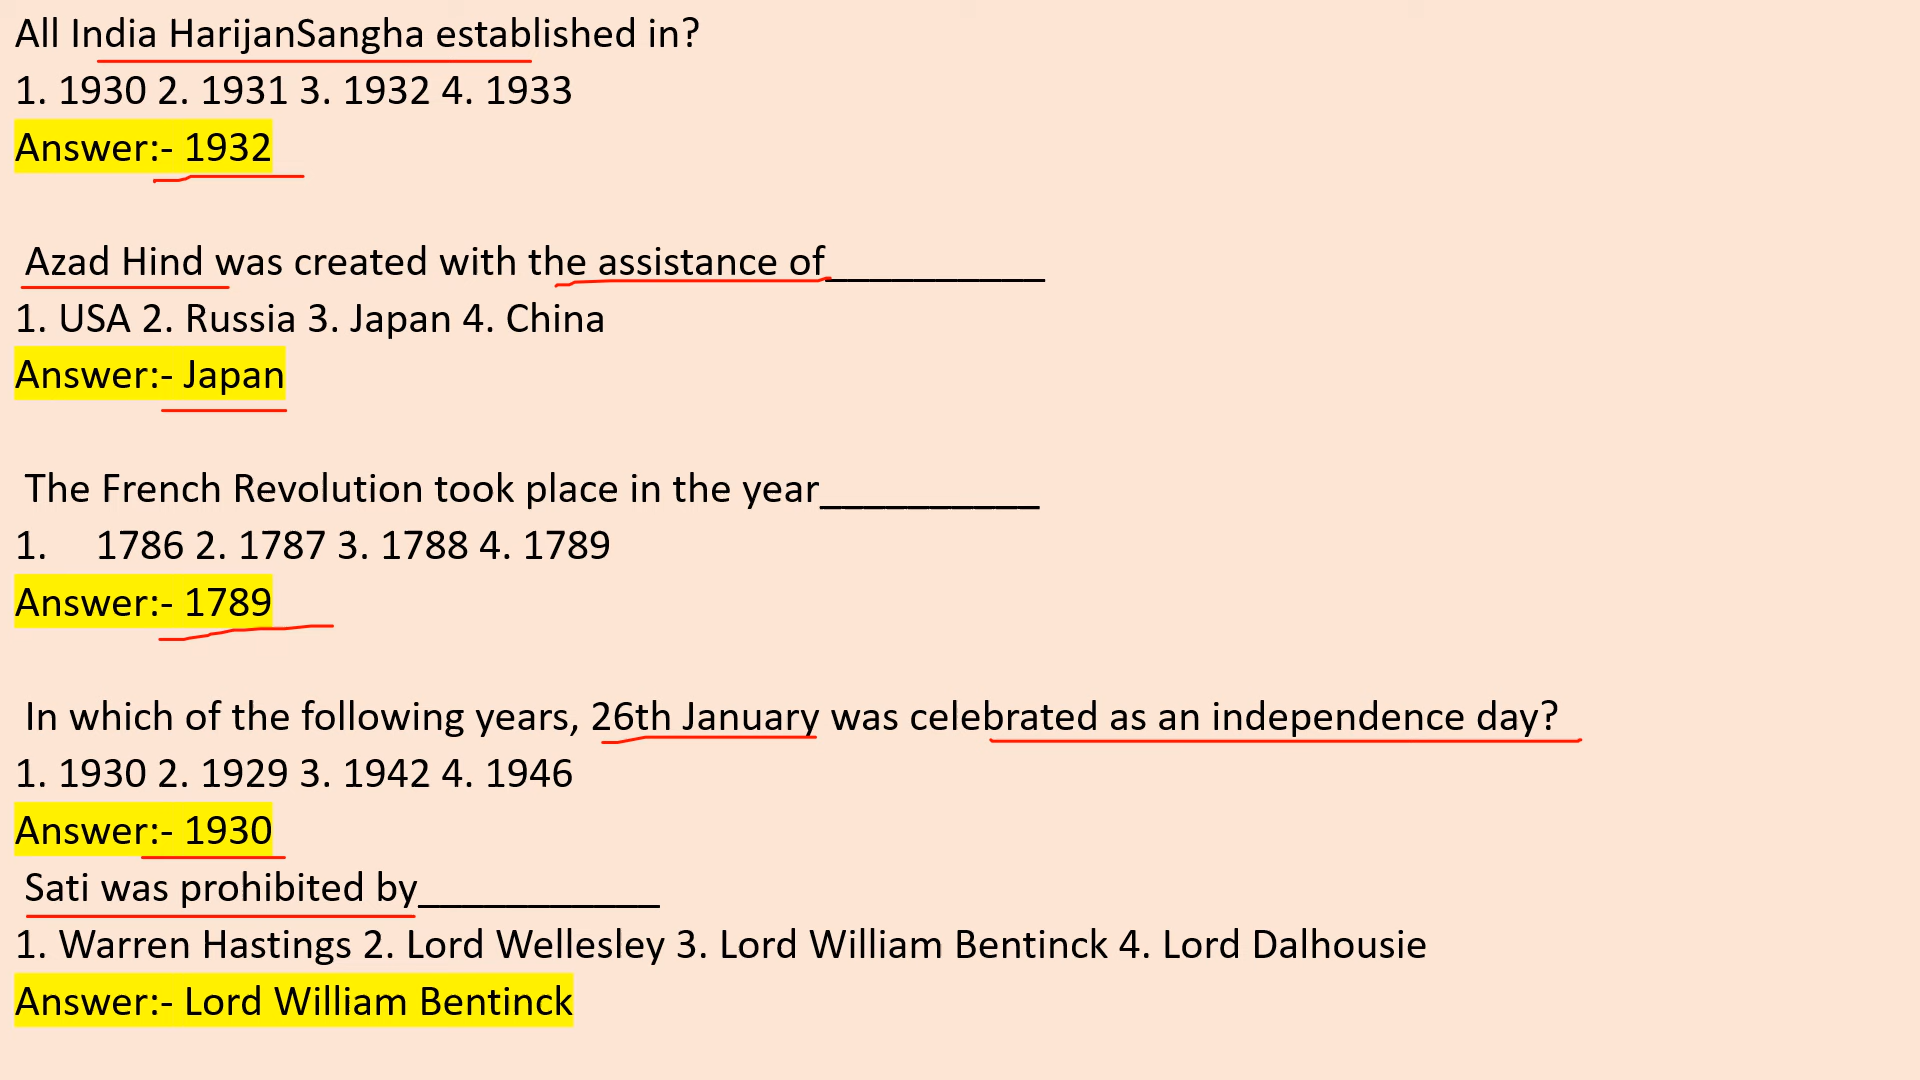 All India HarijanSangha established in?
1. 1930 2. 1931 3. 1932 4. 1933
Answer:- 1932
Azad Hind was created with the assistance of__________
1. USA 2. Russia 3. Japan 4. China
Answer:- Japan
The French Revolution took place in the year__________
1. 1786 2. 1787 3. 1788 4. 1789
Answer:- 1789
In which of the following years, 26th January was celebrated as an independence day?
1. 1930 2. 1929 3. 1942 4. 1946
Answer:- 1930
Sati was prohibited by___________
1. Warren Hastings 2. Lord Wellesley 3. Lord William Bentinck 4. Lord Dalhousie
Answer:- Lord William Bentinck